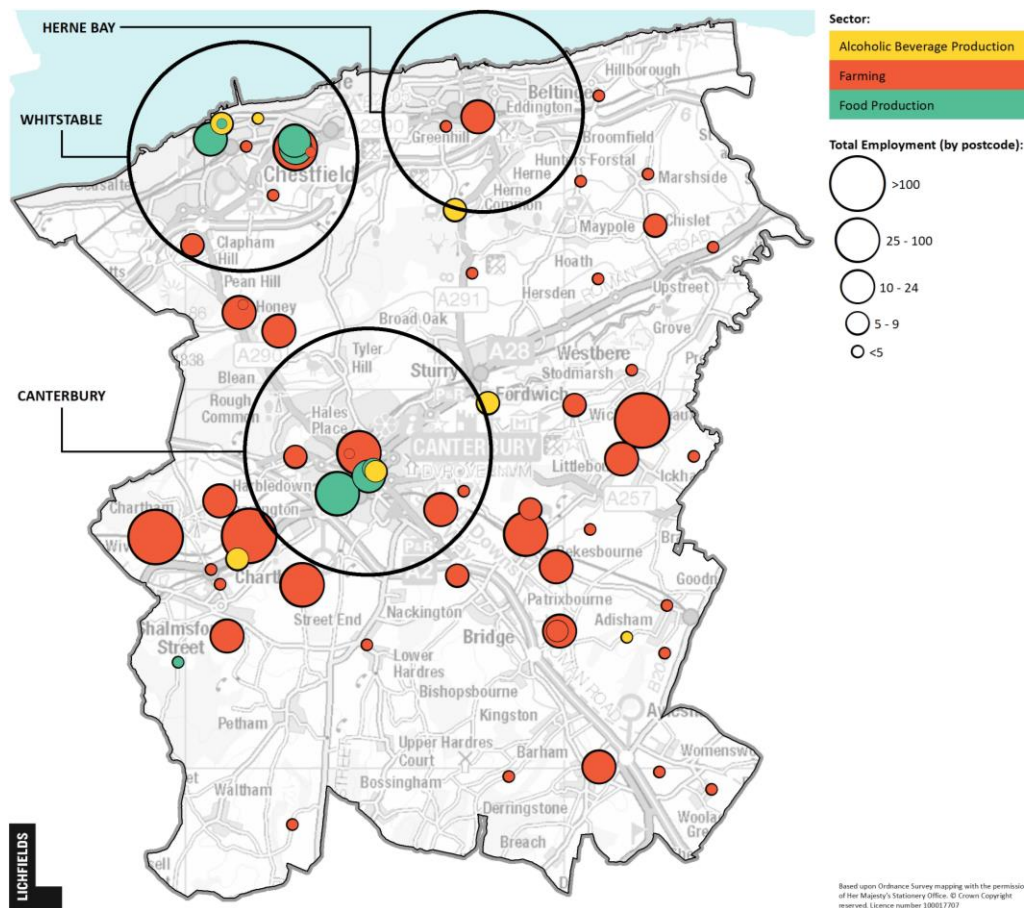 HERNE BAY
WHITSTABLE
CANTERBURY
Sector:
Alcoholic Beverage Production
Farming
Food Production
Total Employment (by postcode):
>100
25 - 100
10 - 24
5 - 9
<5
Hillborough
Beltinge
Eddington
Greenhill
Broomfield
Hunters Forstal
Herne
Herne
Common
Marshside
Maypole
Chislet
Chestfield
Clapham
Hill
Hoath
Hersden
Upstreet
Pean Hill
Honey
A291
Broad Oak
Grove
A290
Tyler
Hill
A28
Westbere
Stodmarsh
Sturry
Blean
Rough
Common
Fordwich
Hales
Place
CANTERBURY
Harbledown
A257
Chartham
Patrixbourne
Adisham
Street End
Nackington
Bridge
Street
Lower
Hardres
Bishopsbourne
Petham
Kingston
Upper Hardres
Court
Barham
Waltham
Bossingham
Derringstone
Breach
LICHFIELDS
Based upon Ordnance Survey mapping with the permissio
of Her Majesty's Stationery Office. © Crown Copyright
reserved. Licence number 100017707